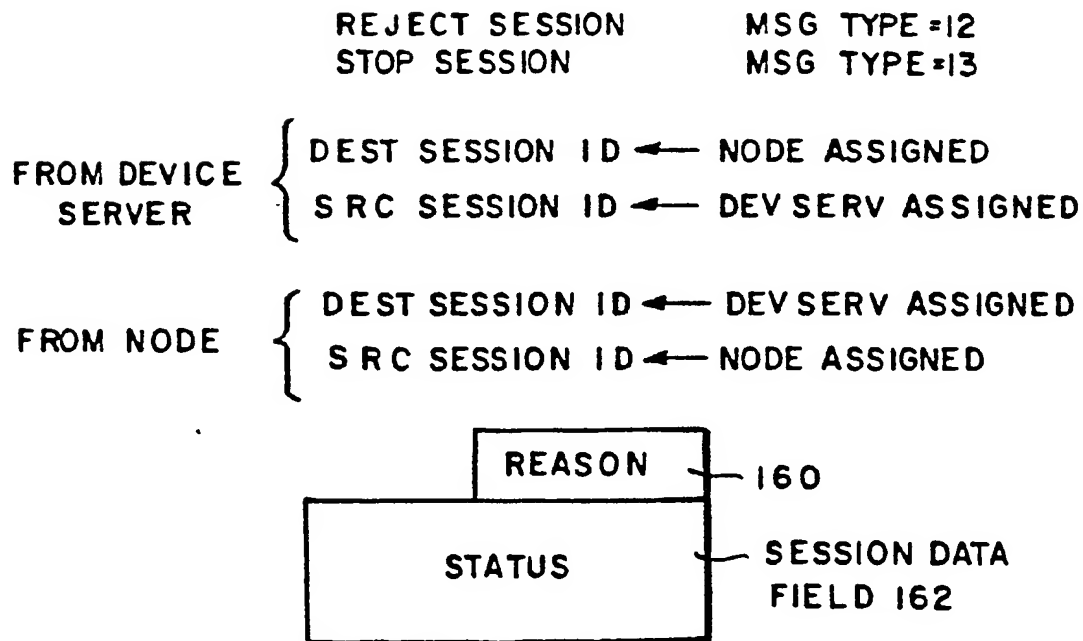 REJECT SESSION MSG TYPE=12
STOP SESSION MSG TYPE=13
FROM DEVICE SERVER
DEST SESSION ID ← NODE ASSIGNED
SRC SESSION ID ← DEV SERV ASSIGNED
FROM NODE
DEST SESSION ID ← DEV SERV ASSIGNED
SRC SESSION ID ← NODE ASSIGNED
REASON 160
STATUS
SESSION DATA
FIELD 162